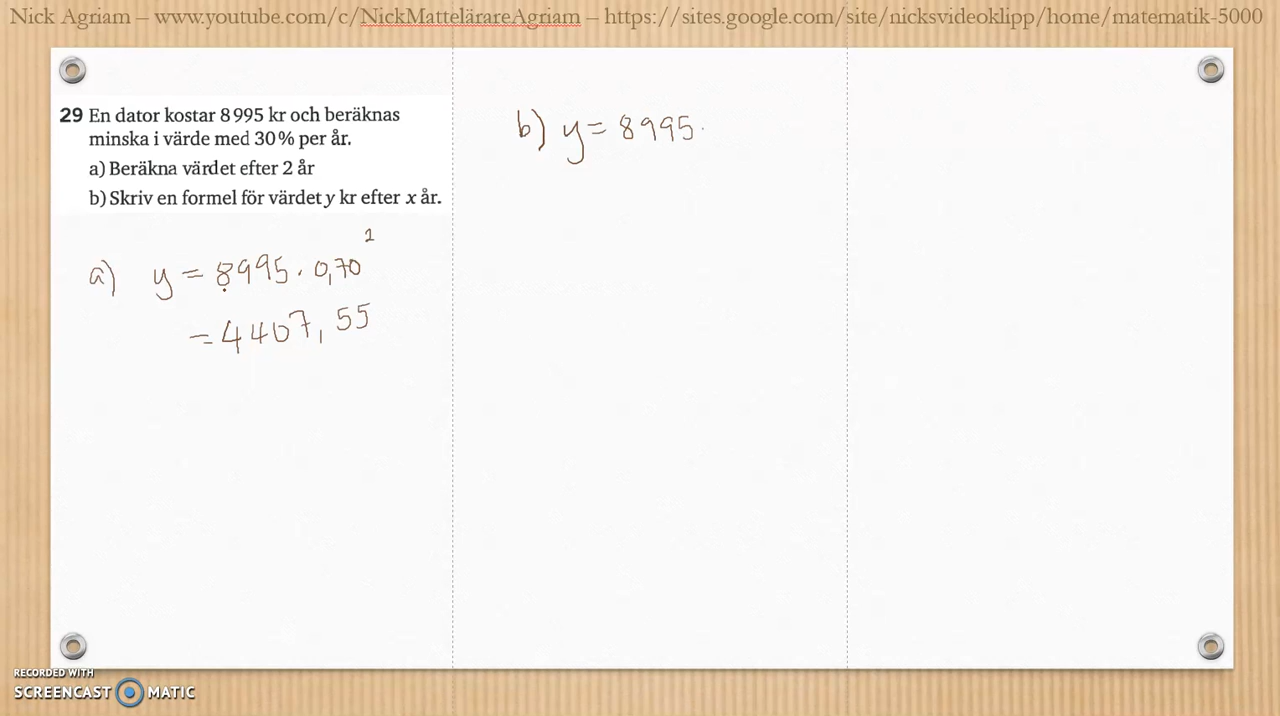 Nick Agriam – www.youtube.com/c/NickMattelärareAgriam – https://sites.google.com/site/nicksvideoklipp/home/matematik-5000
29 En dator kostar 8 995 kr och beräknas
minska i värde med 30 % per år.
a) Beräkna värdet efter 2 år
b) Skriv en formel för värdet y kr efter x år.
a) y = 8995 · 0,70²
= 4407,55
b) y = 8995 ·
RECORDED WITH
SCREENCAST MATIC